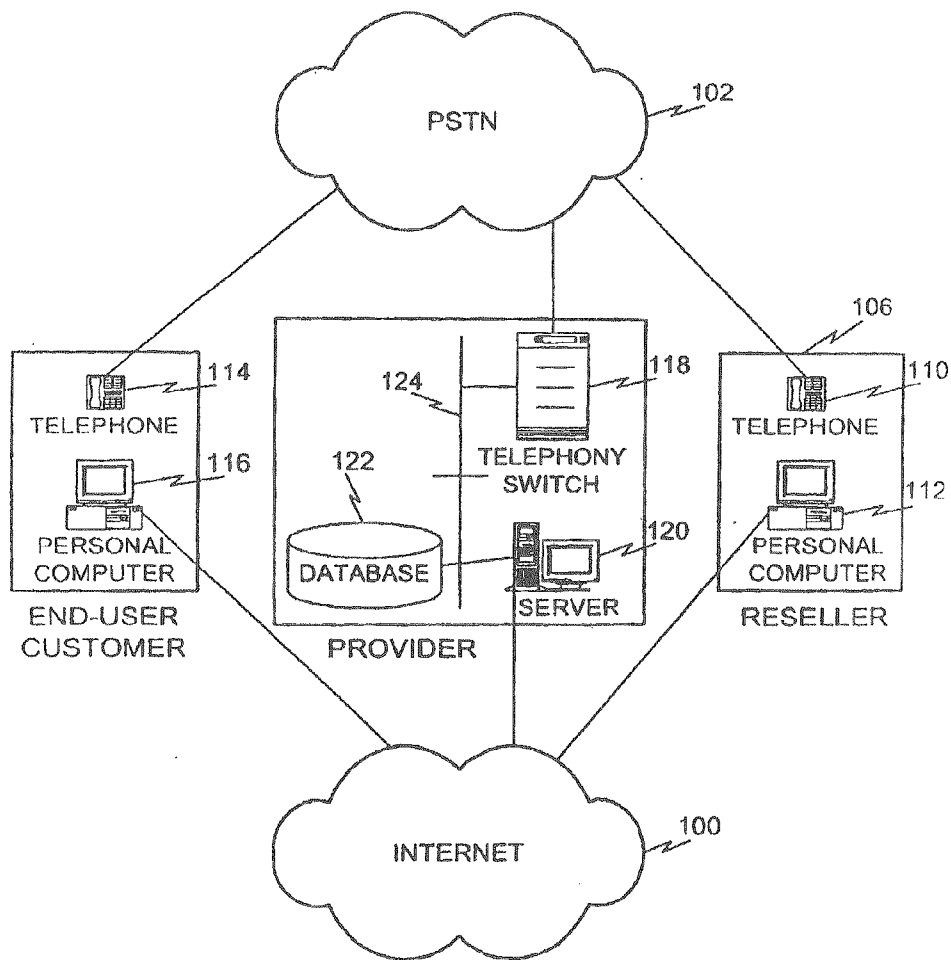 PSTN
102
106
114
TELEPHONE
116
PERSONAL
COMPUTER
END-USER
CUSTOMER
124
118
TELEPHONY
SWITCH
122
DATABASE
120
SERVER
PROVIDER
110
TELEPHONE
112
PERSONAL
COMPUTER
RESELLER
INTERNET
100